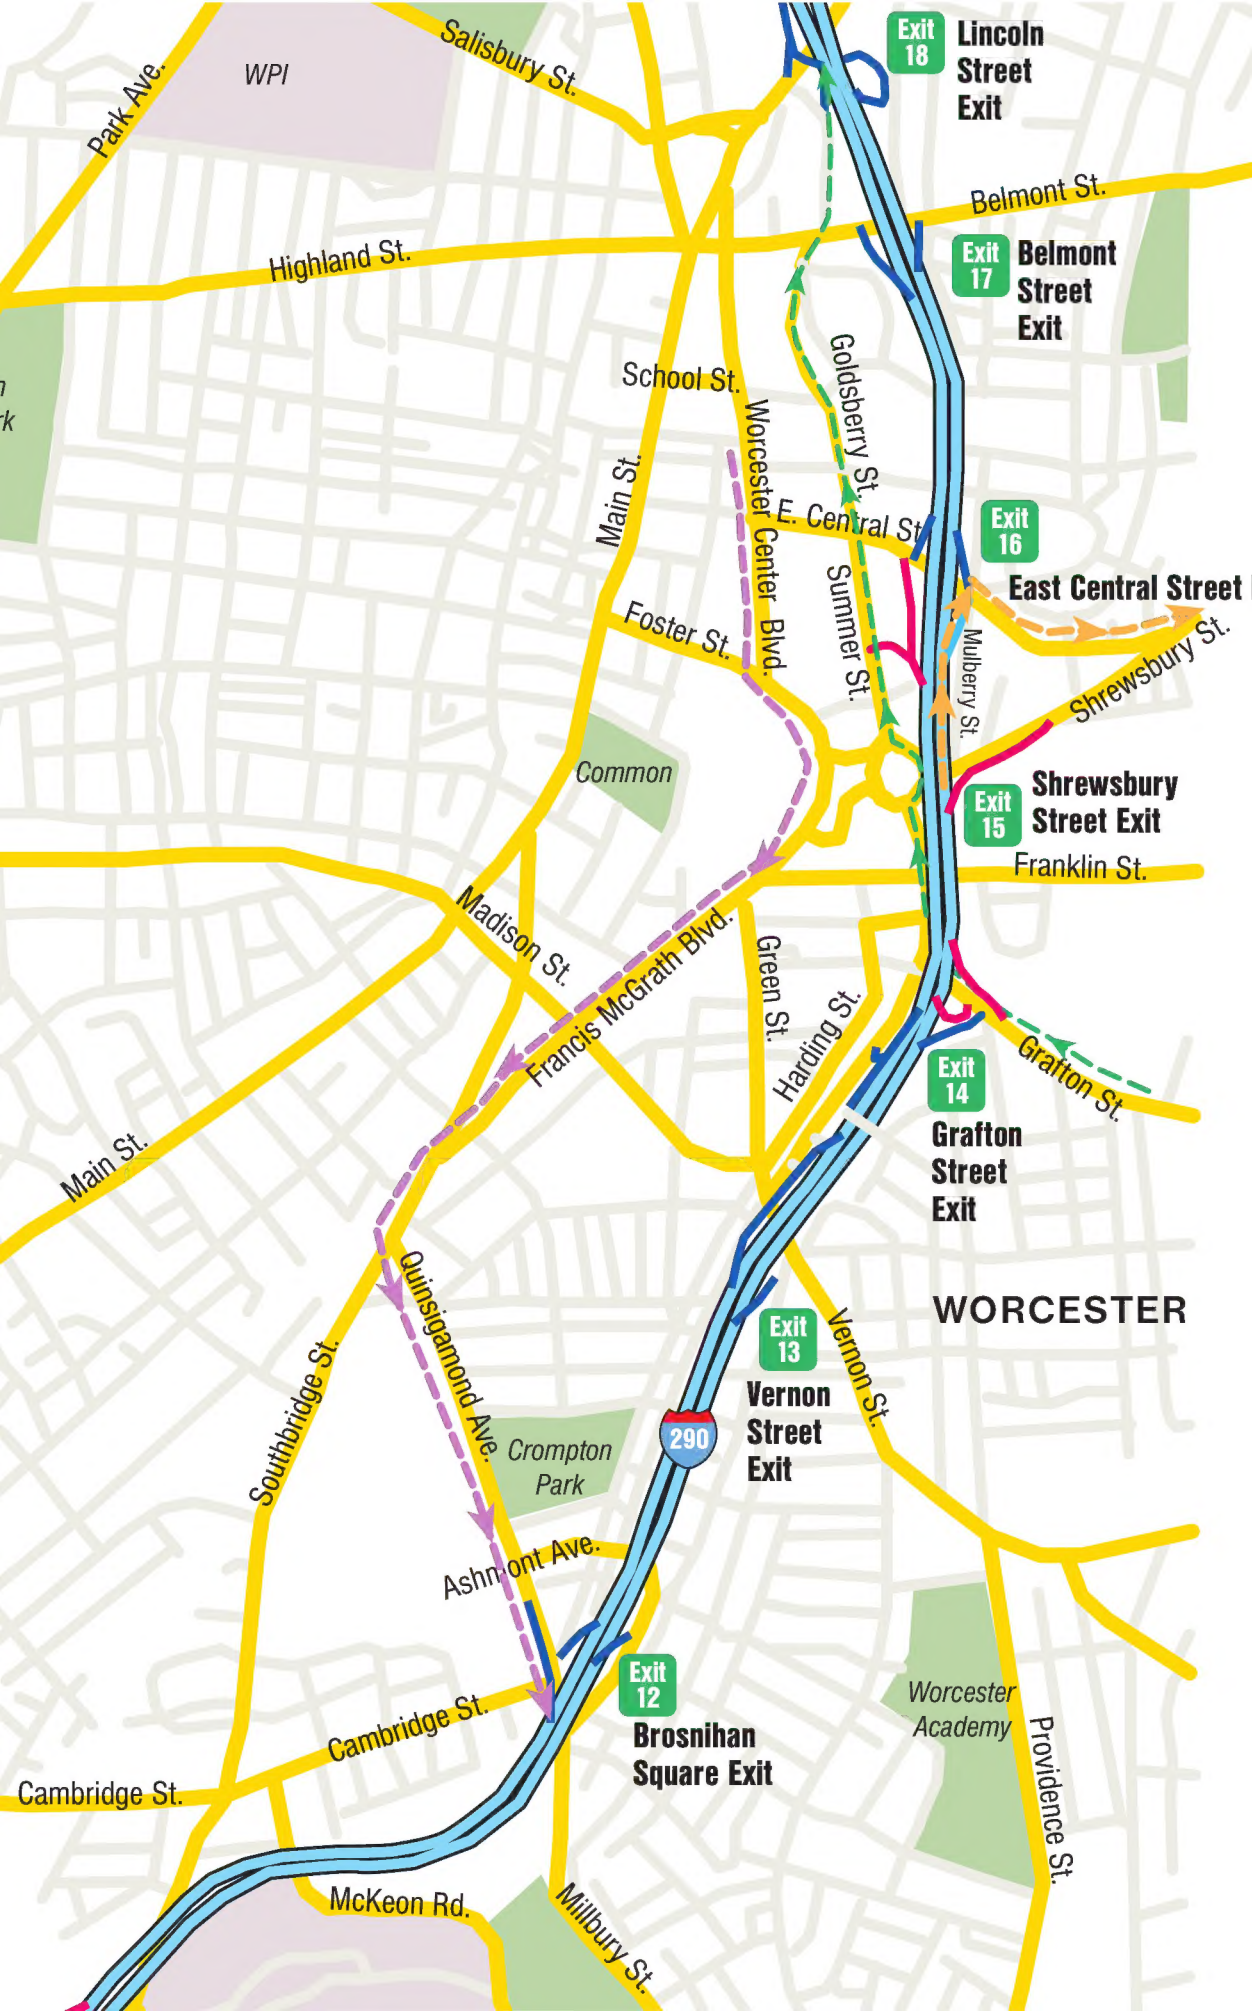 Exit
18
Lincoln
Street
Exit
Salisbury St.
WPI
Park Ave.
Belmont St.
Highland St.
Exit
17
Belmont
Street
Exit
Goldsberry St.
School St.
Worcester Center Blvd.
Main St.
E. Central St
Exit
16
East Central Street
Summer St.
Foster St.
Mulberry St.
Shrewsbury St.
Common
Exit
15
Shrewsbury
Street Exit
Franklin St.
Madison St.
Francis McGrath Blvd.
Green St.
Harding St.
Grafton St.
Exit
14
Grafton
Street
Exit
Main St.
Quinsigamond Ave.
WORCESTER
Exit
13
Vernon
Street
Exit
Vernon St.
Southbridge St.
290
Crompton
Park
Ashmont Ave.
Exit
12
Brosnihan
Square Exit
Worcester
Academy
Providence St.
Cambridge St.
Cambridge St.
McKeon Rd.
Millbury St.